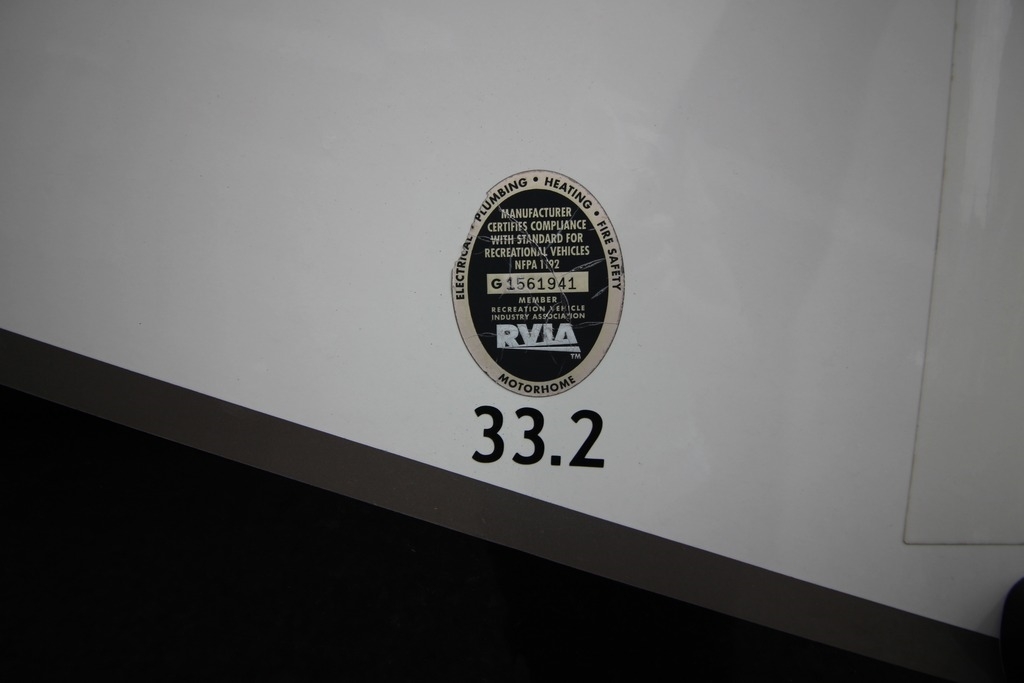 ELECTRICAL • PLUMBING • HEATING • FIRE SAFETY
MANUFACTURER
CERTIFIES COMPLIANCE
WITH STANDARD FOR
RECREATIONAL VEHICLES
NFPA 1192
G 1561941
MEMBER
RECREATION VEHICLE
INDUSTRY ASSOCIATION
RVIA
TM
MOTORHOME
33.2